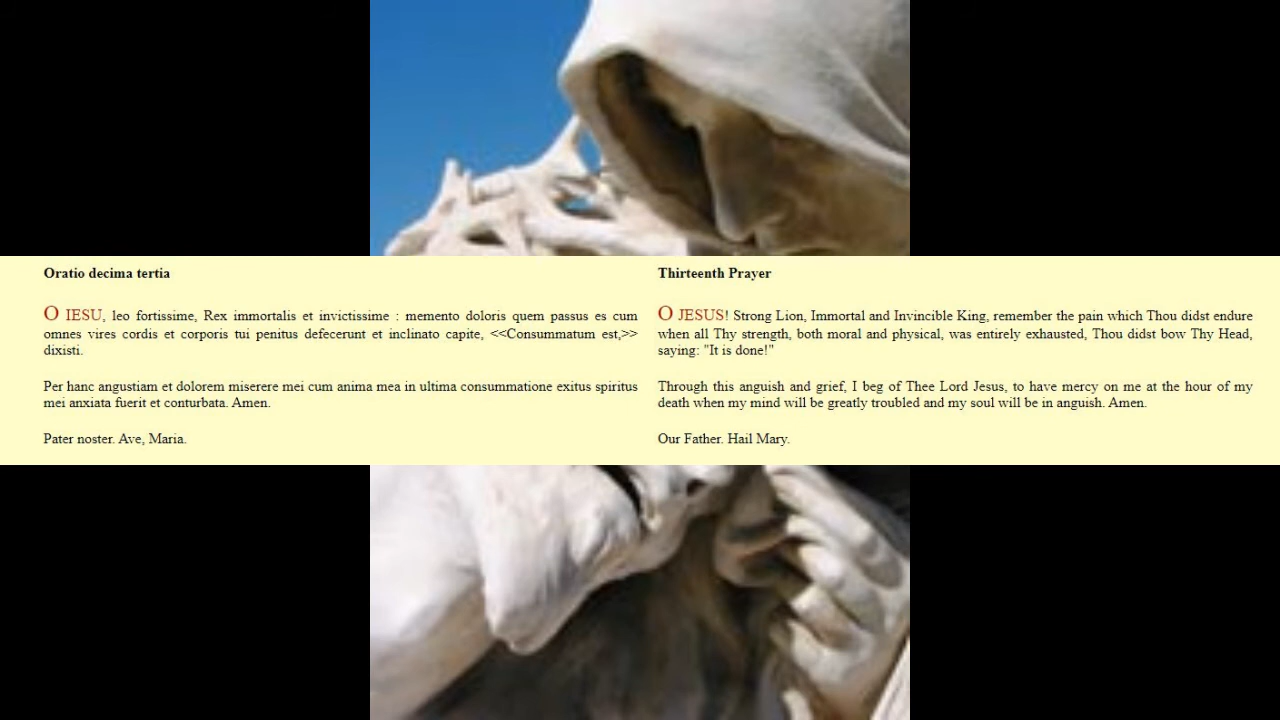 Oratio decima tertia
O IESU, leo fortissime, Rex immortalis et invictissime : memento doloris quem passus es cum
omnes vires cordis et corporis tui penitus defecerunt et inclinato capite, <<Consummatum est,>>
dixisti.
Per hanc angustiam et dolorem miserere mei cum anima mea in ultima consummatione exitus spiritus
mei anxiata fuerit et conturbata. Amen.
Pater noster. Ave, Maria.
Thirteenth Prayer
O JESUS! Strong Lion, Immortal and Invincible King, remember the pain which Thou didst endure
when all Thy strength, both moral and physical, was entirely exhausted, Thou didst bow Thy Head,
saying: "It is done!"
Through this anguish and grief, I beg of Thee Lord Jesus, to have mercy on me at the hour of my
death when my mind will be greatly troubled and my soul will be in anguish. Amen.
Our Father. Hail Mary.